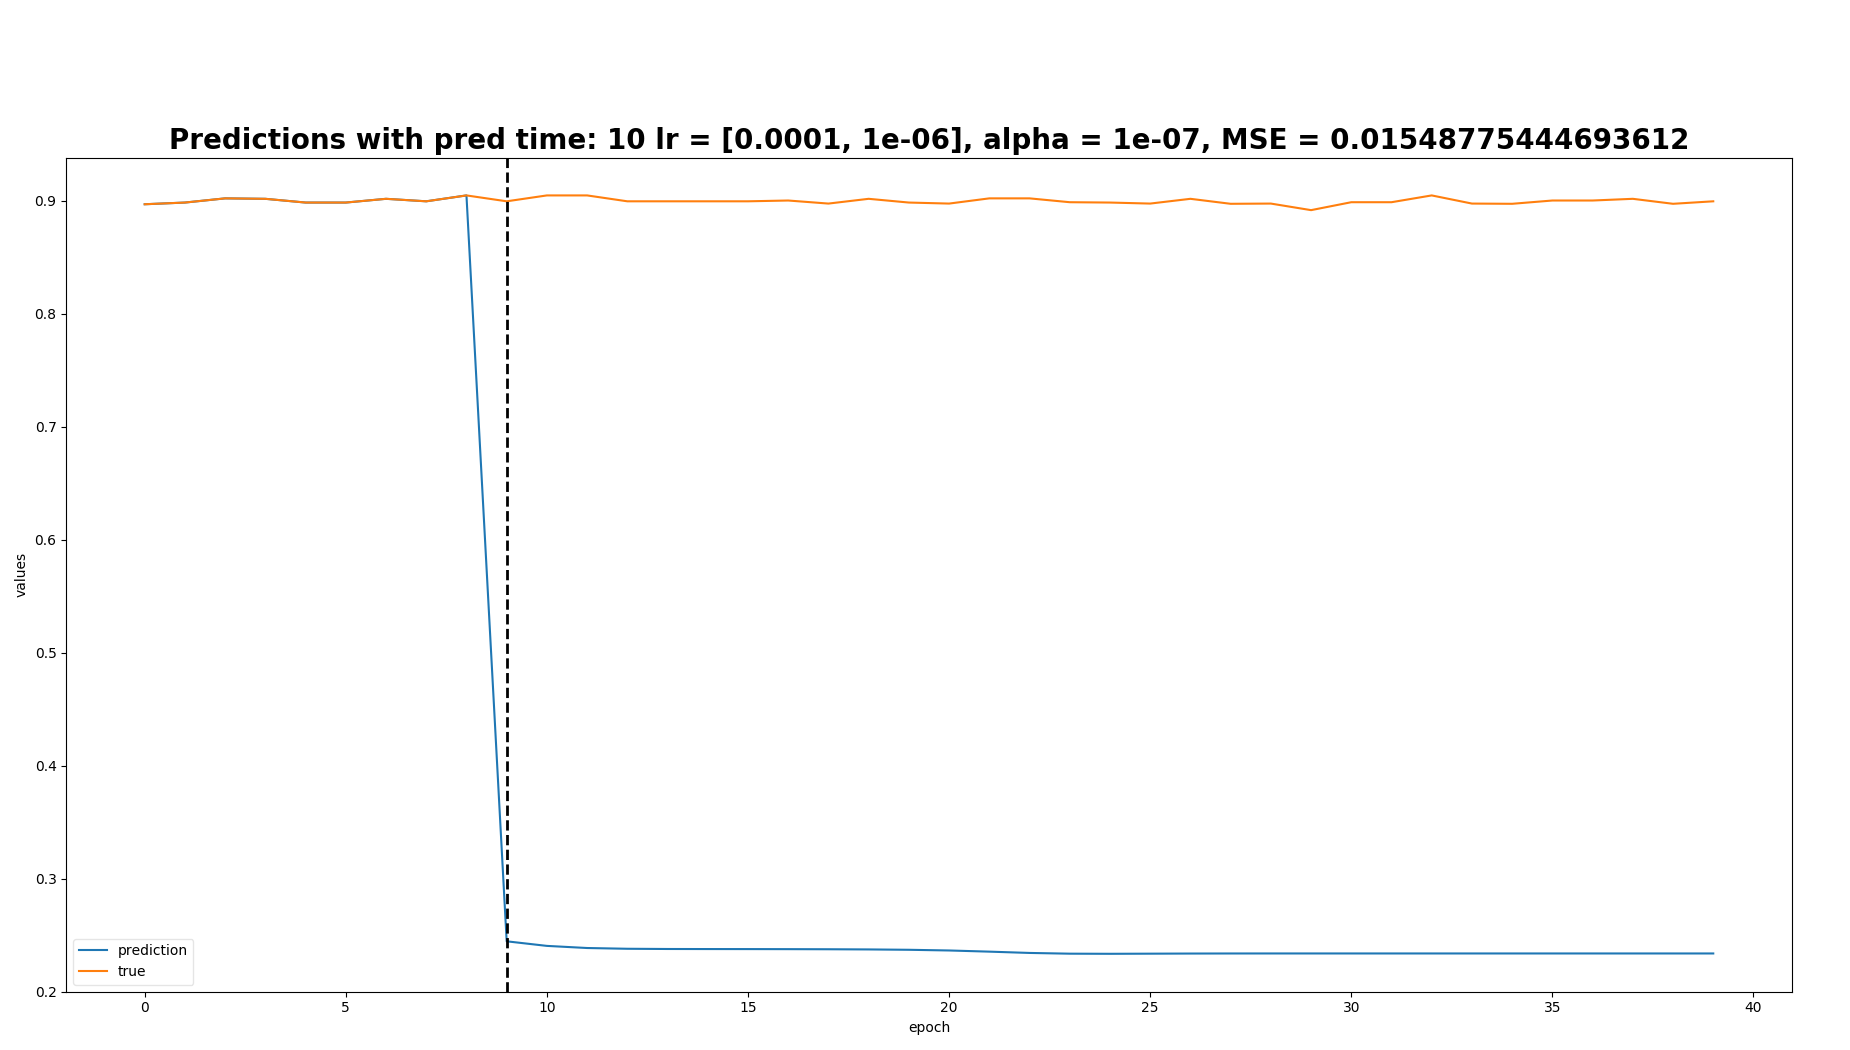 Predictions with pred time: 10 lr = [0.0001, 1e-06], alpha = 1e-07, MSE = 0.01548775444693612
0.9
0.8
0.7
0.6
0.5
0.4
0.3
0.2
values
prediction
true
0 5 10 15 20 25 30 35 40
epoch